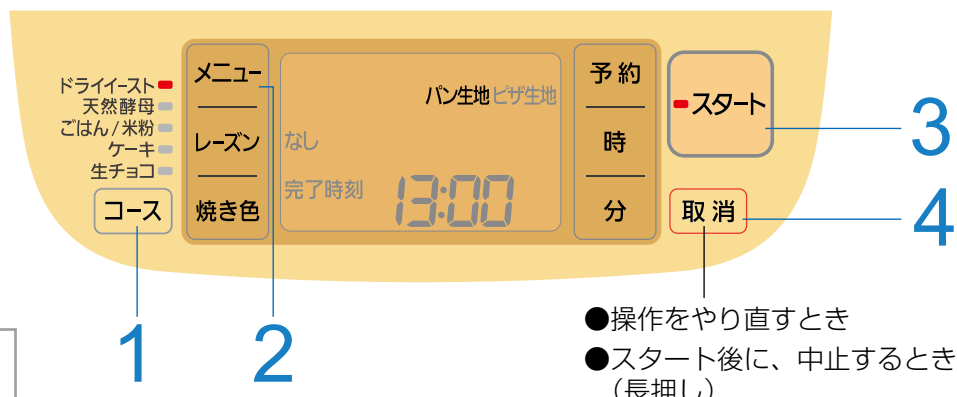 ドライイースト
天然酵母
ごはん/米粉
ケーキ
生チョコ
コース
メニュー
レーズン
焼き色
パン生地 ピザ生地
なし
完了時刻 13:00
予約
時
分
スタート
取消
1
2
3
4
●操作をやり直すとき
●スタート後に、中止するとき
（長押し）